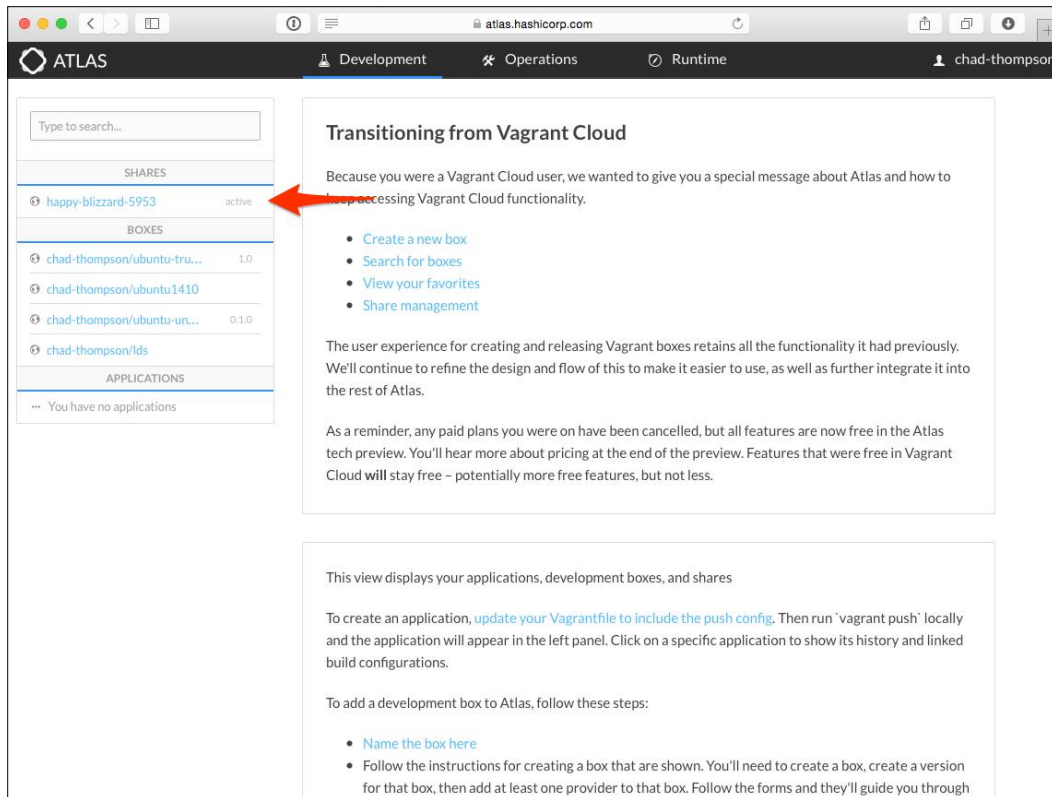 atlas.hashicorp.com
ATLAS
Development
Operations
Runtime
chad-thompson
Type to search...
SHARES
happy-blizzard-5953 active
BOXES
chad-thompson/ubuntu-tru... 1.0
chad-thompson/ubuntu1410
chad-thompson/ubuntu-un... 0.1.0
chad-thompson/lds
APPLICATIONS
··· You have no applications
Transitioning from Vagrant Cloud
Because you were a Vagrant Cloud user, we wanted to give you a special message about Atlas and how to
keep accessing Vagrant Cloud functionality.
• Create a new box
• Search for boxes
• View your favorites
• Share management
The user experience for creating and releasing Vagrant boxes retains all the functionality it had previously.
We'll continue to refine the design and flow of this to make it easier to use, as well as further integrate it into
the rest of Atlas.
As a reminder, any paid plans you were on have been cancelled, but all features are now free in the Atlas
tech preview. You'll hear more about pricing at the end of the preview. Features that were free in Vagrant
Cloud will stay free – potentially more free features, but not less.
This view displays your applications, development boxes, and shares
To create an application, update your Vagrantfile to include the push config. Then run `vagrant push` locally
and the application will appear in the left panel. Click on a specific application to show its history and linked
build configurations.
To add a development box to Atlas, follow these steps:
• Name the box here
• Follow the instructions for creating a box that are shown. You'll need to create a box, create a version
for that box, then add at least one provider to that box. Follow the forms and they'll guide you through